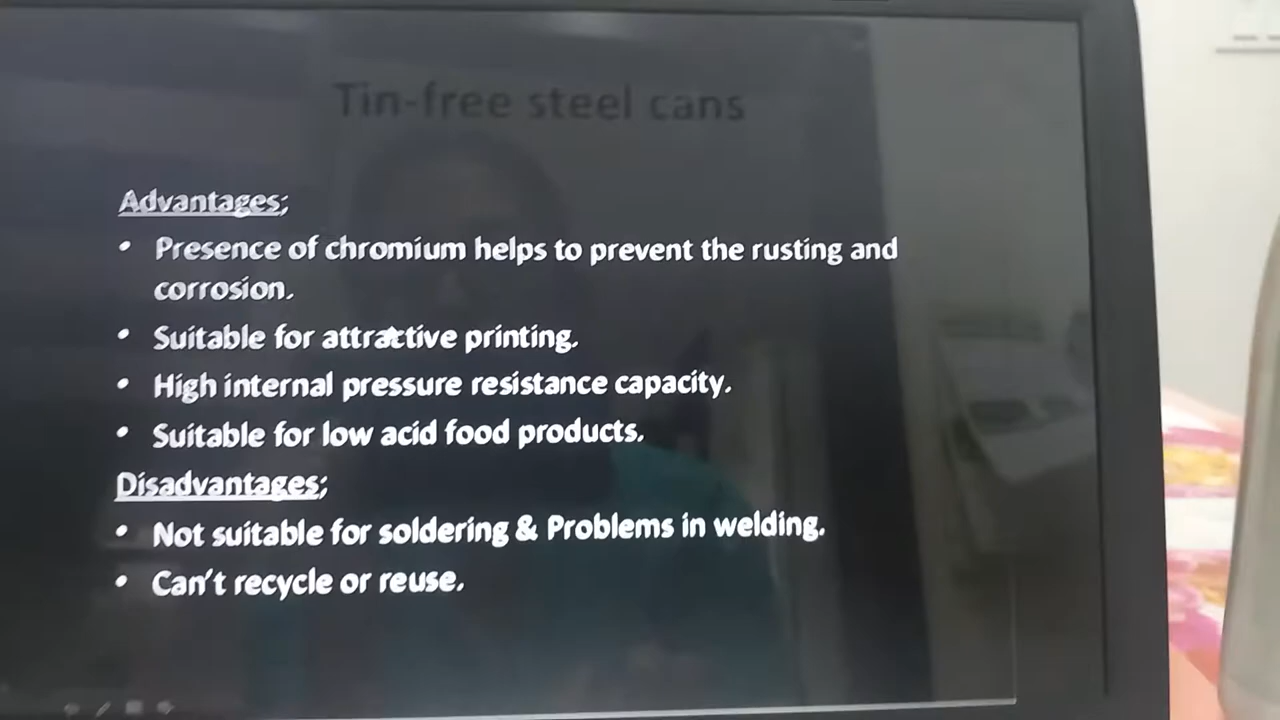 Tin-free steel cans
Advantages;
• Presence of chromium helps to prevent the rusting and
corrosion.
• Suitable for attractive printing.
• High internal pressure resistance capacity.
• Suitable for low acid food products.
Disadvantages;
• Not suitable for soldering & Problems in welding.
• Can't recycle or reuse.